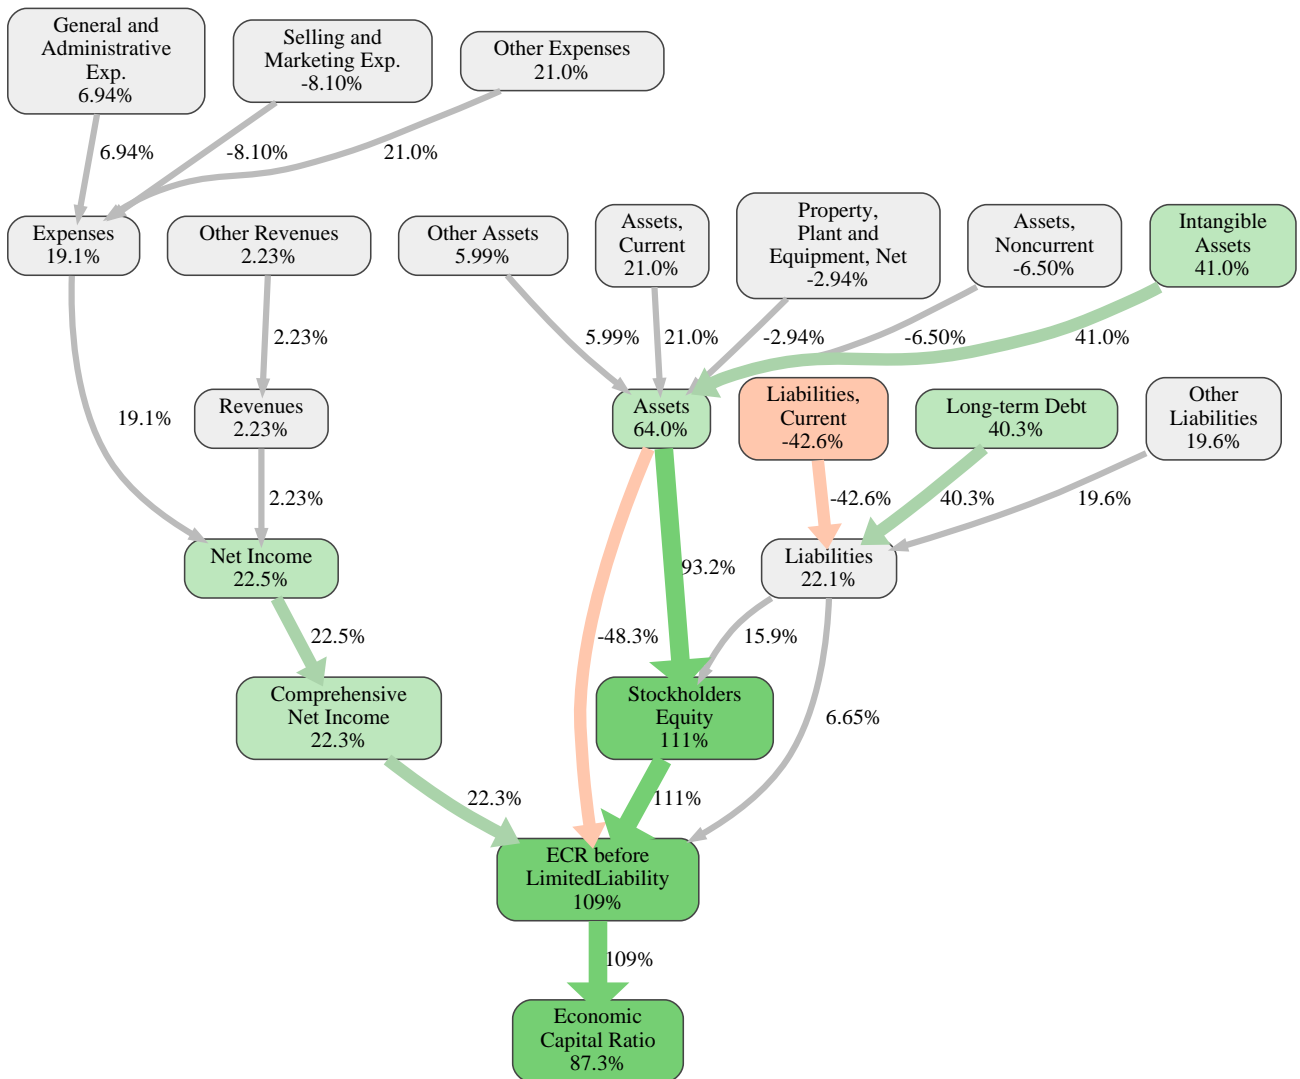 General and
Administrative
Exp.
6.94%
Selling and
Marketing Exp.
-8.10%
Other Expenses
21.0%
6.94%
-8.10%
21.0%
Expenses
19.1%
Other Revenues
2.23%
Other Assets
5.99%
Assets,
Current
21.0%
Property,
Plant and
Equipment, Net
-2.94%
Assets,
Noncurrent
-6.50%
Intangible
Assets
41.0%
2.23%
5.99%
21.0%
-2.94%
-6.50%
41.0%
19.1%
Revenues
2.23%
Assets
64.0%
Liabilities,
Current
-42.6%
Long-term Debt
40.3%
Other
Liabilities
19.6%
2.23%
-42.6%
40.3%
19.6%
Net Income
22.5%
93.2%
Liabilities
22.1%
22.5%
-48.3%
15.9%
Comprehensive
Net Income
22.3%
Stockholders
Equity
111%
6.65%
22.3%
111%
ECR before
LimitedLiability
109%
109%
Economic
Capital Ratio
87.3%